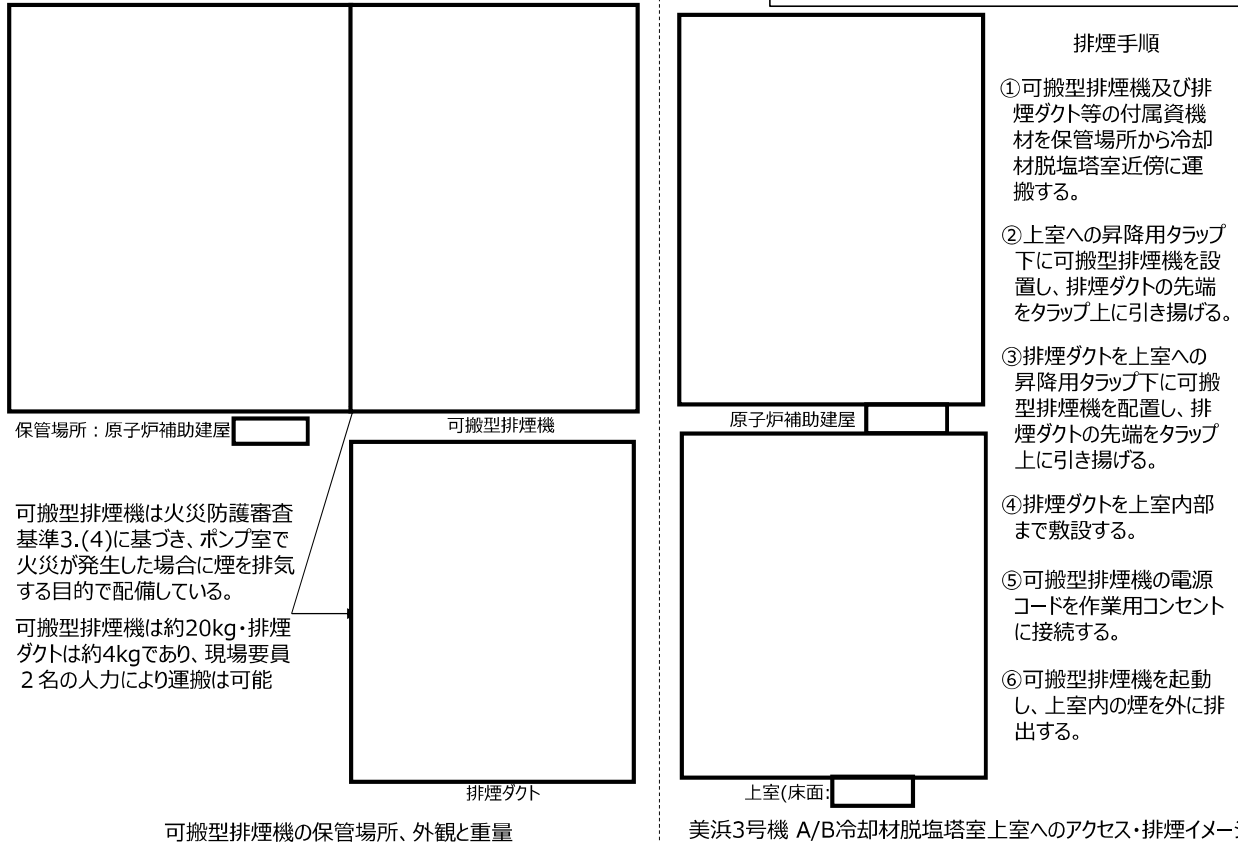 保管場所：原子炉補助建屋
可搬型排煙機
可搬型排煙機は火災防護審査
基準3.(4)に基づき、ポンプ室で
火災が発生した場合に煙を排気
する目的で配備している。
可搬型排煙機は約20kg・排煙
ダクトは約4kgであり、現場要員
２名の人力により運搬は可能
排煙ダクト
可搬型排煙機の保管場所、外観と重量
原子炉補助建屋
上室(床面:
美浜3号機 A/B冷却材脱塩塔室上室へのアクセス・排煙イメー
排煙手順
①可搬型排煙機及び排
煙ダクト等の付属資機
材を保管場所から冷却
材脱塩塔室近傍に運
搬する。
②上室への昇降用タラップ
下に可搬型排煙機を設
置し、排煙ダクトの先端
をタラップ上に引き揚げる。
③排煙ダクトを上室への
昇降用タラップ下に可搬
型排煙機を配置し、排
煙ダクトの先端をタラップ
上に引き揚げる。
④排煙ダクトを上室内部
まで敷設する。
⑤可搬型排煙機の電源
コードを作業用コンセント
に接続する。
⑥可搬型排煙機を起動
し、上室内の煙を外に排
出する。